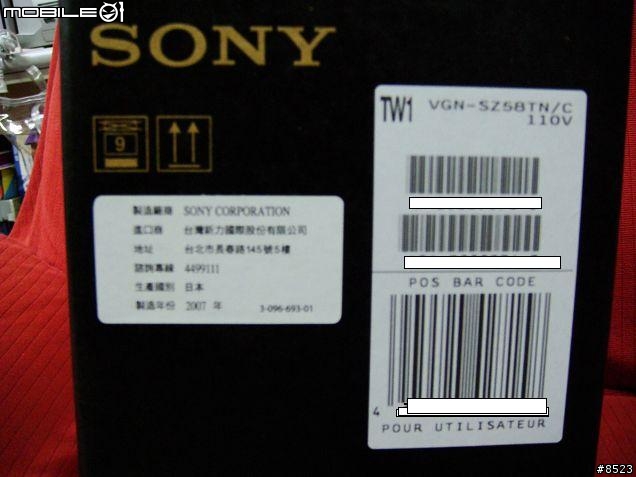 MOBILE01
SONY
9
TW1 VGN-SZ58TN/C
110V
製造廠商 SONY CORPORATION
進口商 台灣新力國際股份有限公司
地址 台北市長春路145號5樓
諮詢專線 4499111
生產國別 日本
製造年份 2007 年 3-096-693-01
POS BAR CODE
4
POUR UTILISATEUR
#8523